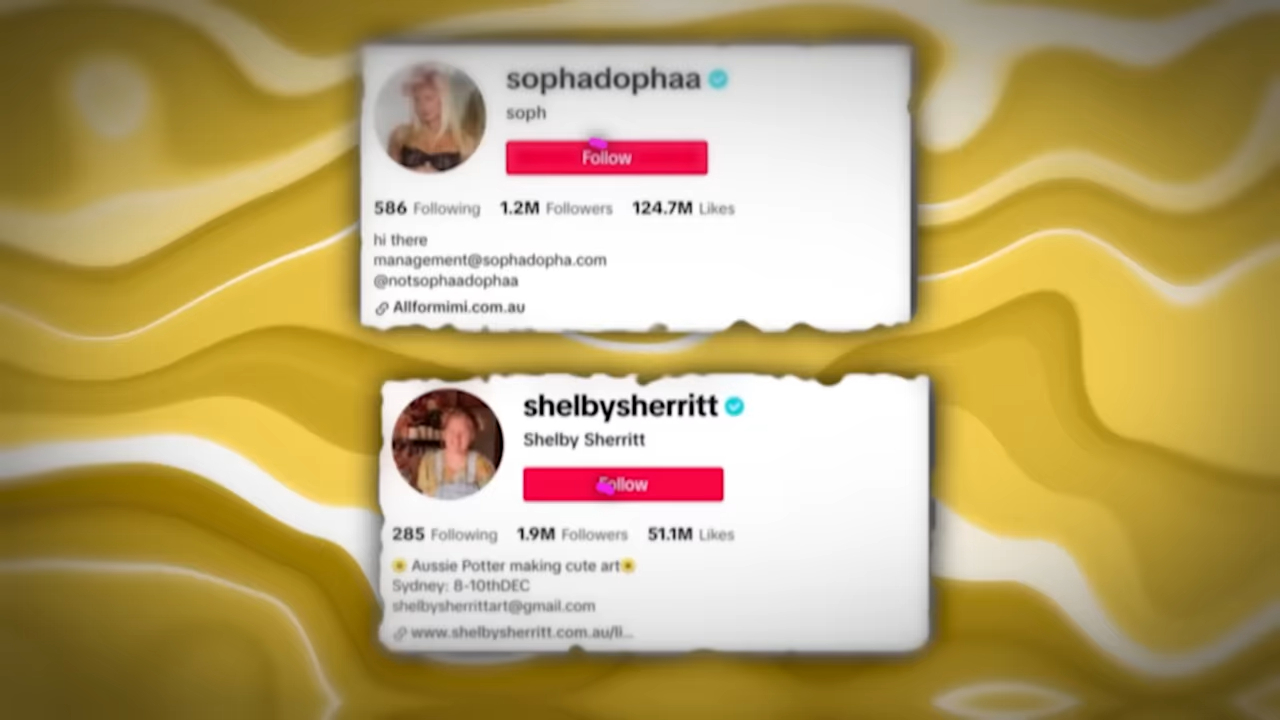 sophadophaa
soph
Follow
586 Following 1.2M Followers 124.7M Likes
hi there
management@sophadopha.com
@notsophaadophaa
Allformimi.com.au
shelbysherritt
Shelby Sherritt
Follow
285 Following 1.9M Followers 51.1M Likes
☀️ Aussie Potter making cute art☀️
Sydney: 8-10thDEC
shelbysherrittart@gmail.com
www.shelbysherritt.com.au/li...